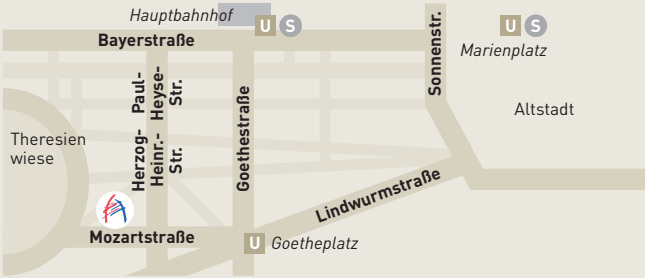 Hauptbahnhof
U S
U S
Bayerstraße
Marienplatz
Sonnenstr.
Paul-
Heyse-
Str.
Goethestraße
Altstadt
Theresien
wiese
Herzog-
Heinr.-
Str.
Lindwurmstraße
Mozartstraße
U Goetheplatz